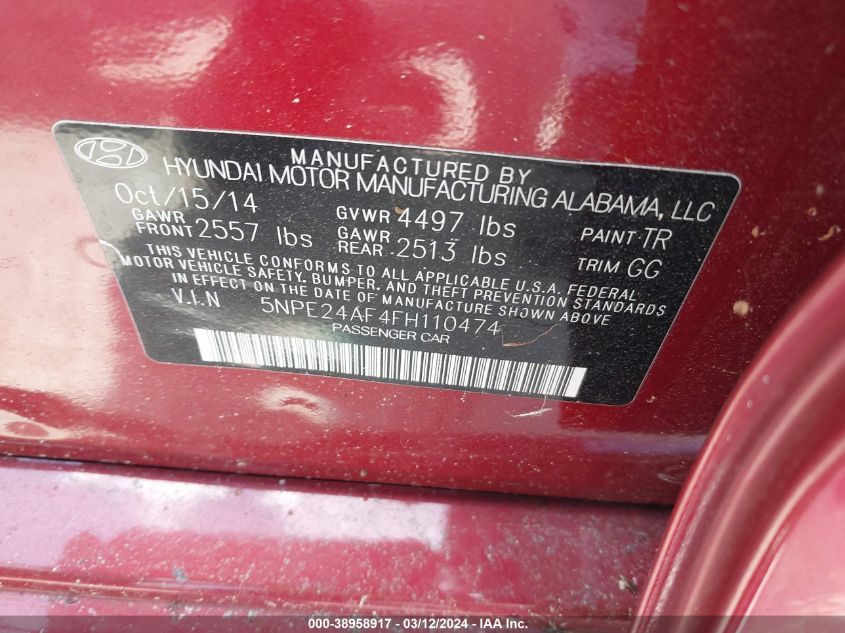 MANUFACTURED BY
HYUNDAI MOTOR MANUFACTURING ALABAMA, LLC
Oct/15/14 GVWR 4497 lbs PAINT TR
GAWR FRONT 2557 lbs GAWR REAR 2513 lbs TRIM GG
THIS VEHICLE CONFORMS TO ALL APPLICABLE U.S.A. FEDERAL
MOTOR VEHICLE SAFETY, BUMPER, AND THEFT PREVENTION STANDARDS
IN EFFECT ON THE DATE OF MANUFACTURE SHOWN ABOVE.
V.I.N 5NPE24AF4FH110474
PASSENGER CAR
000-38958917 - 03/12/2024 - IAA Inc.